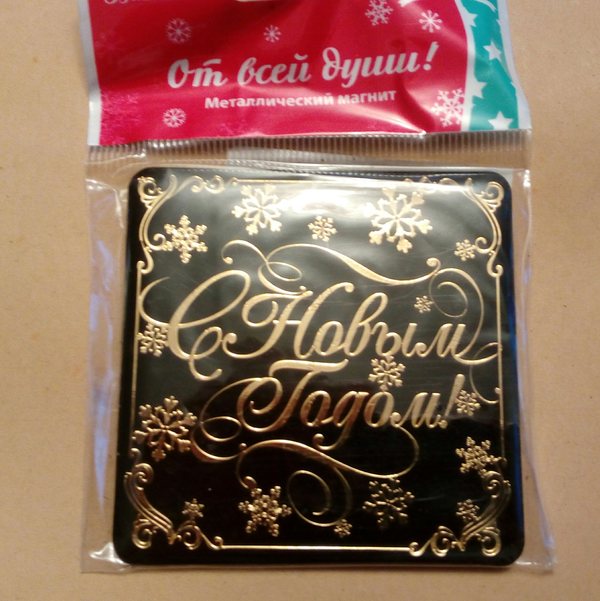 От всей души!
Металлический магнит
С Новым
Годом!